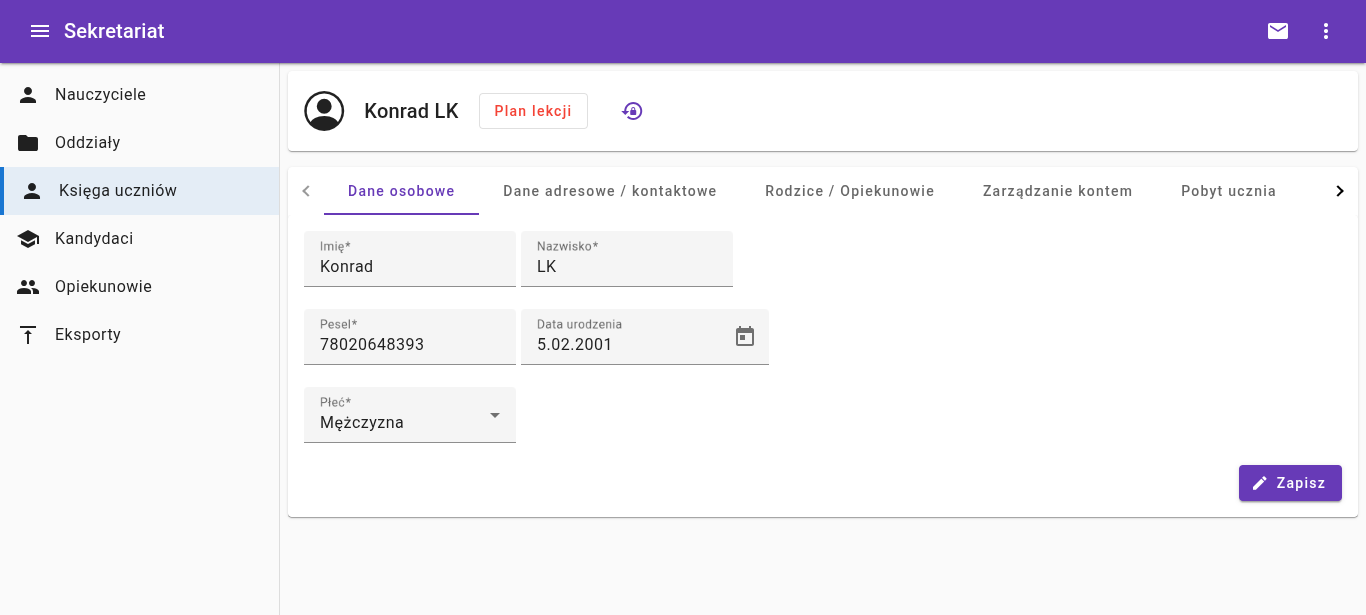 Sekretariat
Nauczyciele
Oddziały
Księga uczniów
Kandydaci
Opiekunowie
Eksporty
Konrad LK
Plan lekcji
Dane osobowe
Dane adresowe / kontaktowe
Rodzice / Opiekunowie
Zarządzanie kontem
Pobyt ucznia
Imię*
Konrad
Nazwisko*
LK
Pesel*
78020648393
Data urodzenia
5.02.2001
Płeć*
Mężczyzna
Zapisz